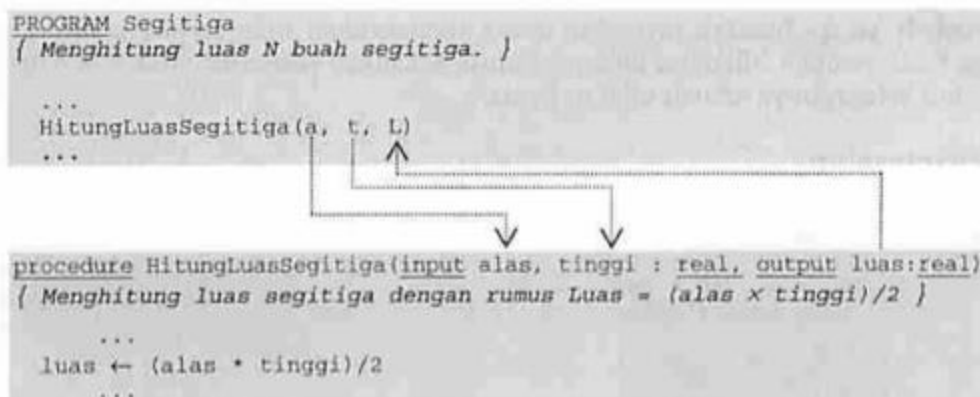 PROGRAM Segitiga
{ Menghitung luas N buah segitiga. }
...
HitungLuasSegitiga(a, t, L)
...
procedure HitungLuasSegitiga(input alas, tinggi : real, output luas:real)
{ Menghitung luas segitiga dengan rumus Luas = (alas × tinggi)/2 }
...
luas ← (alas * tinggi)/2
...